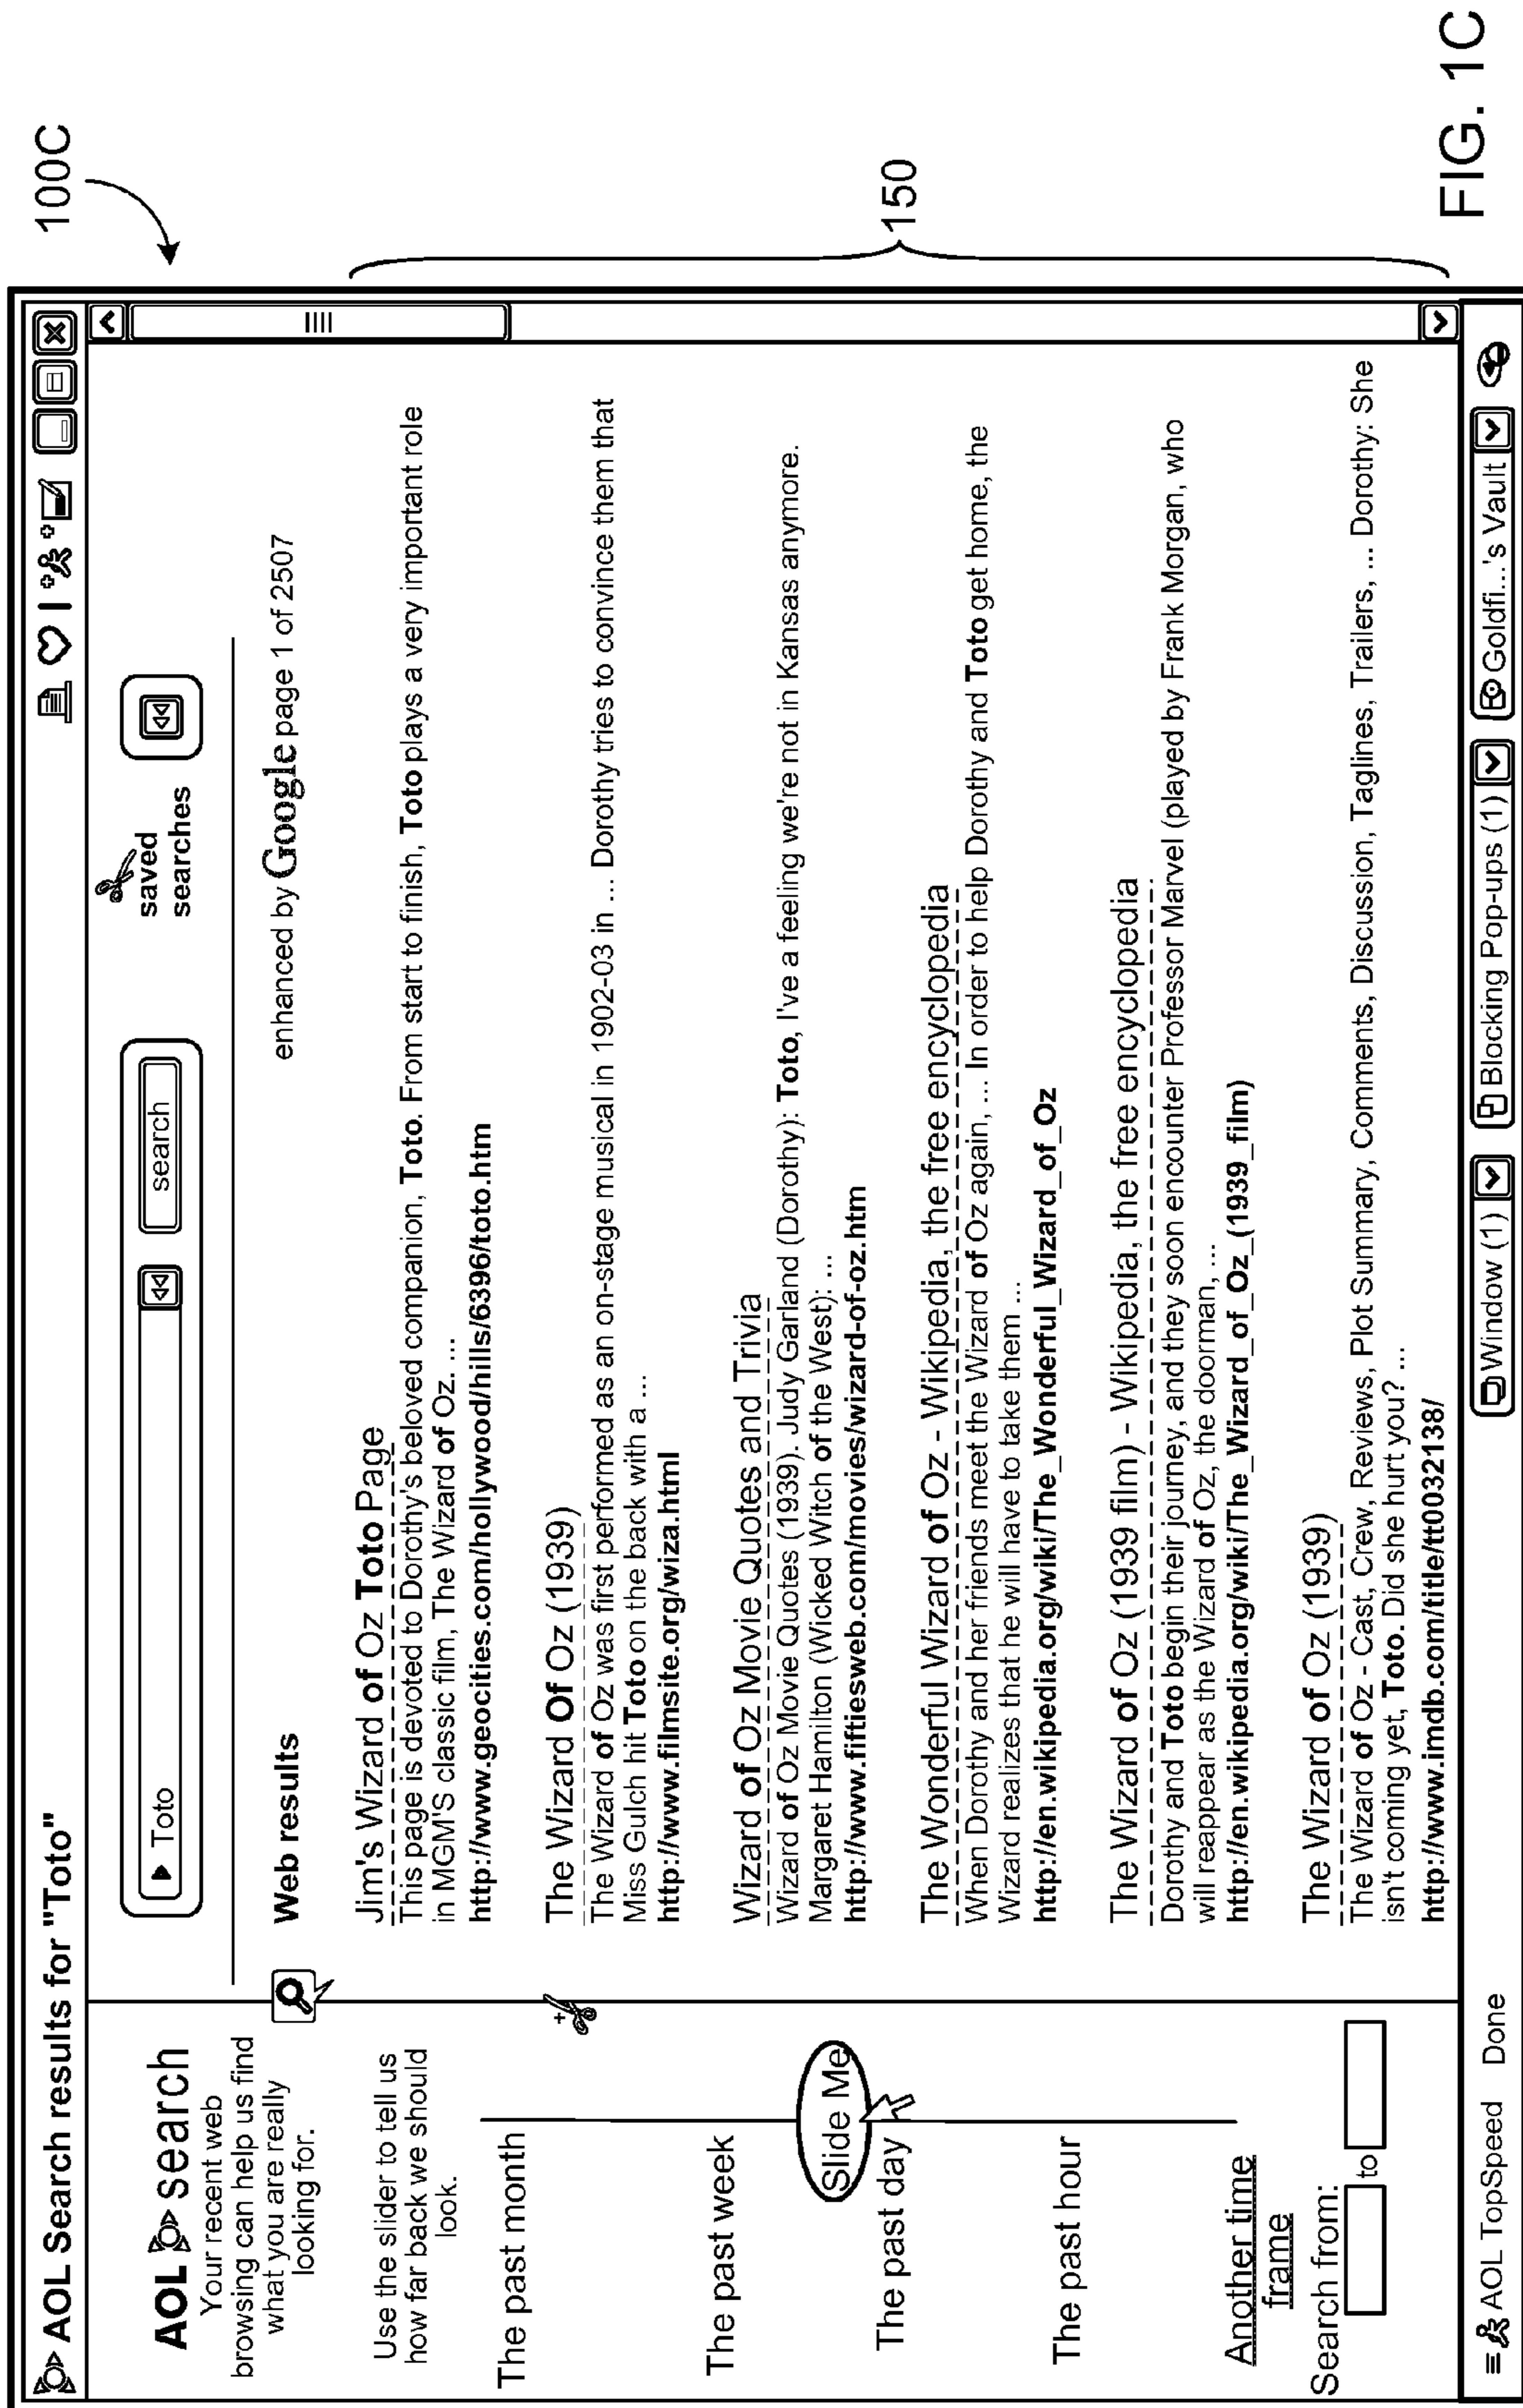 100C
AOL Search results for "Toto"
AOL search
Your recent web
browsing can help us find
what you are really
looking for.
Use the slider to tell us
how far back we should
look.
The past month
The past week
Slide Me
The past day
The past hour
Another time
frame
Search from:
to
Toto
search
saved
searches
Web results
enhanced by Google page 1 of 2507
Jim's Wizard of Oz Toto Page
This page is devoted to Dorothy's beloved companion, Toto. From start to finish, Toto plays a very important role
in MGM'S classic film, The Wizard of Oz. ...
http://www.geocities.com/hollywood/hills/6396/toto.htm
The Wizard Of Oz (1939)
The Wizard of Oz was first performed as an on-stage musical in 1902-03 in ... Dorothy tries to convince them that
Miss Gulch hit Toto on the back with a ...
http://www.filmsite.org/wiza.html
Wizard of Oz Movie Quotes and Trivia
Wizard of Oz Movie Quotes (1939). Judy Garland (Dorothy): Toto, I've a feeling we're not in Kansas anymore.
Margaret Hamilton (Wicked Witch of the West): ...
http://www.fiftiesweb.com/movies/wizard-of-oz.htm
The Wonderful Wizard of Oz - Wikipedia, the free encyclopedia
When Dorothy and her friends meet the Wizard of Oz again, ... In order to help Dorothy and Toto get home, the
Wizard realizes that he will have to take them ...
http://en.wikipedia.org/wiki/The_Wonderful_Wizard_of_Oz
The Wizard of Oz (1939 film) - Wikipedia, the free encyclopedia
Dorothy and Toto begin their journey, and they soon encounter Professor Marvel (played by Frank Morgan, who
will reappear as the Wizard of Oz, the doorman, ...
http://en.wikipedia.org/wiki/The_Wizard_of_Oz_(1939_film)
The Wizard of Oz (1939)
The Wizard of Oz - Cast, Crew, Reviews, Plot Summary, Comments, Discussion, Taglines, Trailers, ... Dorothy: She
isn't coming yet, Toto. Did she hurt you? ...
http://www.imdb.com/title/tt0032138/
150
AOL TopSpeed Done Window (1) Blocking Pop-ups (1) Goldfi...'s Vault
FIG. 1C